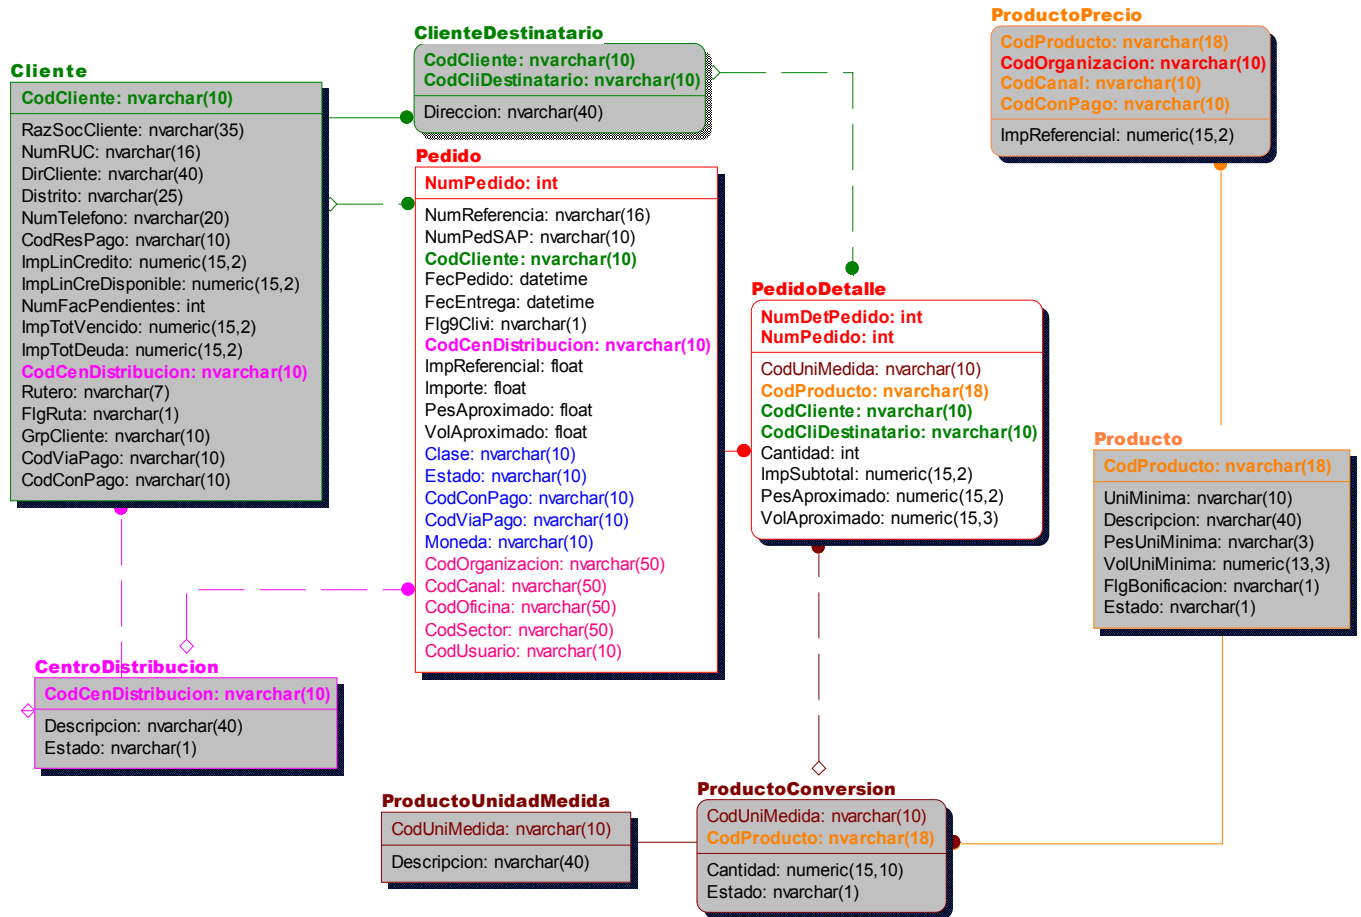 Cliente
CodCliente: nvarchar(10)
RazSocCliente: nvarchar(35)
NumRUC: nvarchar(16)
DirCliente: nvarchar(40)
Distrito: nvarchar(25)
NumTelefono: nvarchar(20)
CodResPago: nvarchar(10)
ImpLinCredito: numeric(15,2)
ImpLinCreDisponible: numeric(15,2)
NumFacPendientes: int
ImpTotVencido: numeric(15,2)
ImpTotDeuda: numeric(15,2)
CodCenDistribucion: nvarchar(10)
Rutero: nvarchar(7)
FlgRuta: nvarchar(1)
GrpCliente: nvarchar(10)
CodViaPago: nvarchar(10)
CodConPago: nvarchar(10)
ClienteDestinatario
CodCliente: nvarchar(10)
CodCliDestinatario: nvarchar(10)
Direccion: nvarchar(40)
Pedido
NumPedido: int
NumReferencia: nvarchar(16)
NumPedSAP: nvarchar(10)
CodCliente: nvarchar(10)
FecPedido: datetime
FecEntrega: datetime
Flg9Clivi: nvarchar(1)
CodCenDistribucion: nvarchar(10)
ImpReferencial: float
Importe: float
PesAproximado: float
VolAproximado: float
Clase: nvarchar(10)
Estado: nvarchar(10)
CodConPago: nvarchar(10)
CodViaPago: nvarchar(10)
Moneda: nvarchar(10)
CodOrganizacion: nvarchar(50)
CodCanal: nvarchar(50)
CodOficina: nvarchar(50)
CodSector: nvarchar(50)
CodUsuario: nvarchar(10)
ProductoPrecio
CodProducto: nvarchar(18)
CodOrganizacion: nvarchar(10)
CodCanal: nvarchar(10)
CodConPago: nvarchar(10)
ImpReferencial: numeric(15,2)
PedidoDetalle
NumDetPedido: int
NumPedido: int
CodUniMedida: nvarchar(10)
CodProducto: nvarchar(18)
CodCliente: nvarchar(10)
CodCliDestinatario: nvarchar(10)
Cantidad: int
ImpSubtotal: numeric(15,2)
PesAproximado: numeric(15,2)
VolAproximado: numeric(15,3)
Producto
CodProducto: nvarchar(18)
UniMinima: nvarchar(10)
Descripcion: nvarchar(40)
PesUniMinima: nvarchar(3)
VolUniMinima: numeric(13,3)
FlgBonificacion: nvarchar(1)
Estado: nvarchar(1)
CentroDistribucion
CodCenDistribucion: nvarchar(10)
Descripcion: nvarchar(40)
Estado: nvarchar(1)
ProductoUnidadMedida
CodUniMedida: nvarchar(10)
Descripcion: nvarchar(40)
ProductoConversion
CodUniMedida: nvarchar(10)
CodProducto: nvarchar(18)
Cantidad: numeric(15,10)
Estado: nvarchar(1)